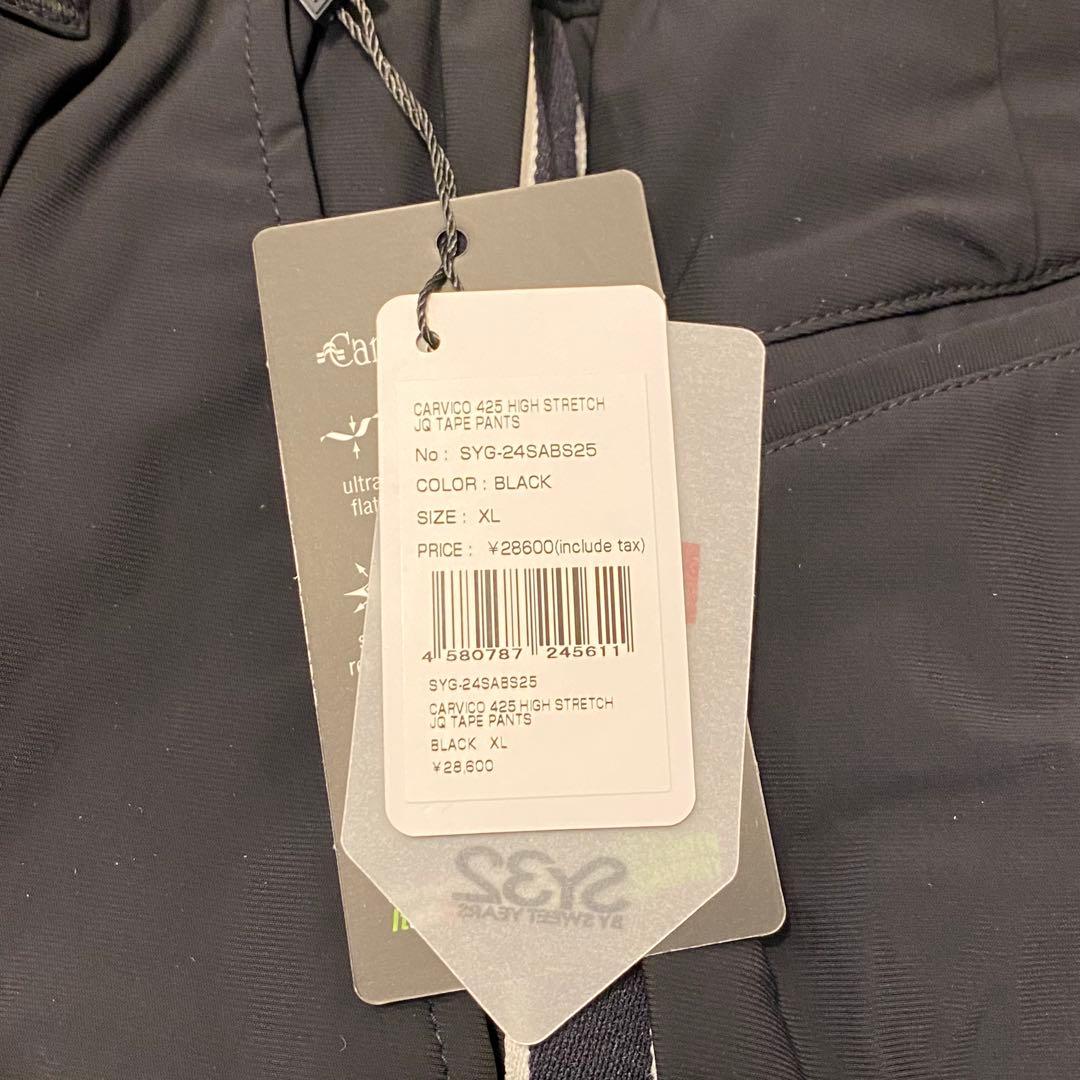 CARVICO 425 HIGH STRETCH
JQ TAPE PANTS
No : SYG-24SABS25
COLOR : BLACK
SIZE : XL
PRICE : ¥28600(include tax)
4 580787 245611
SYG-24SABS25
CARVICO 425 HIGH STRETCH
JQ TAPE PANTS
BLACK XL
¥28,600
ultra
flat
SY32
BY SWEET YEARS